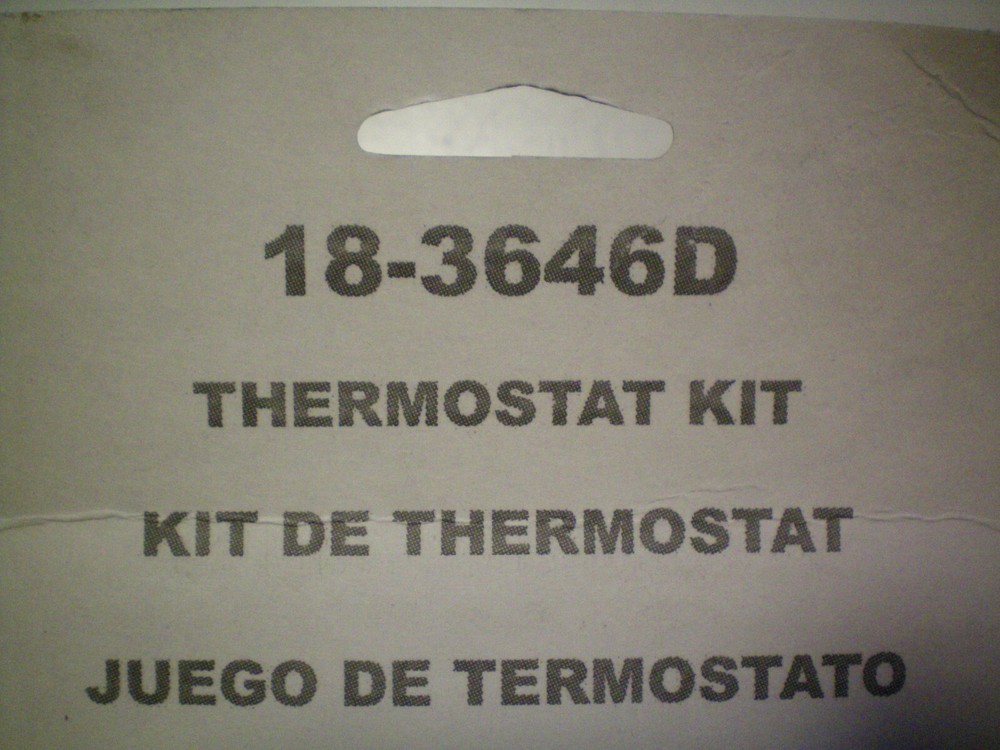 18-3646D
THERMOSTAT KIT
KIT DE THERMOSTAT
JUEGO DE TERMOSTATO